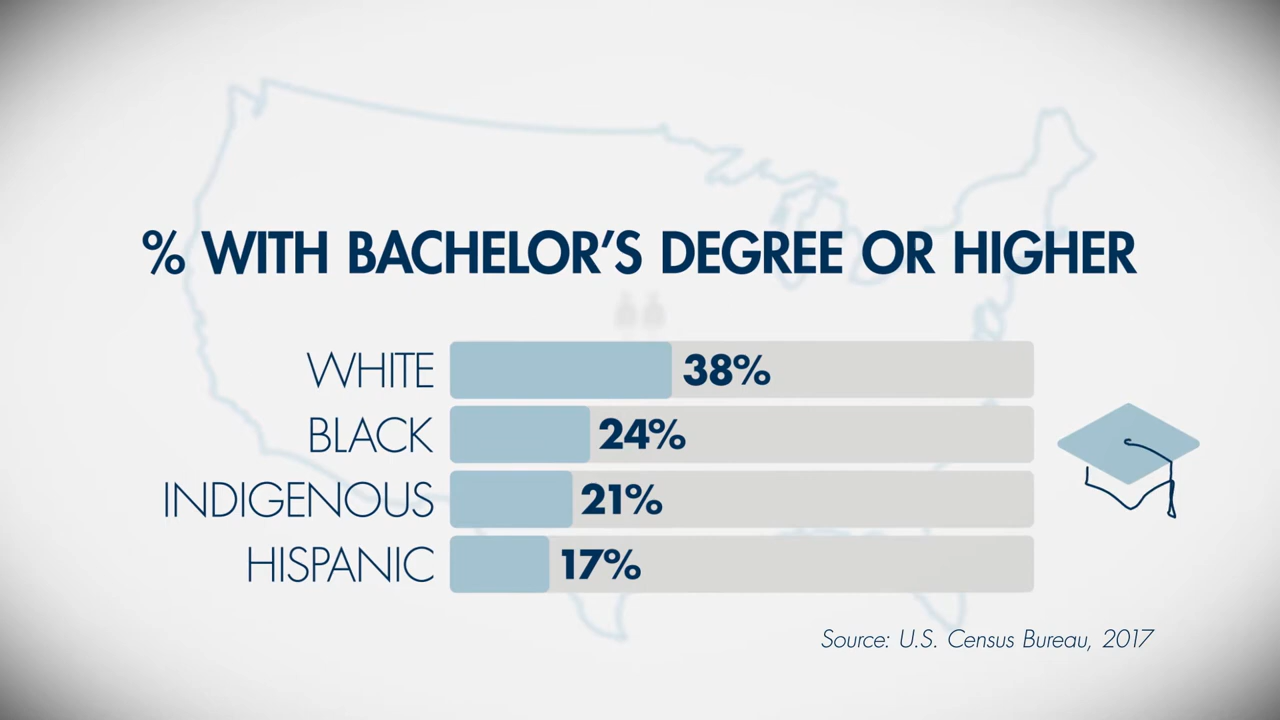 % WITH BACHELOR’S DEGREE OR HIGHER
WHITE 38%
BLACK 24%
INDIGENOUS 21%
HISPANIC 17%
Source: U.S. Census Bureau, 2017